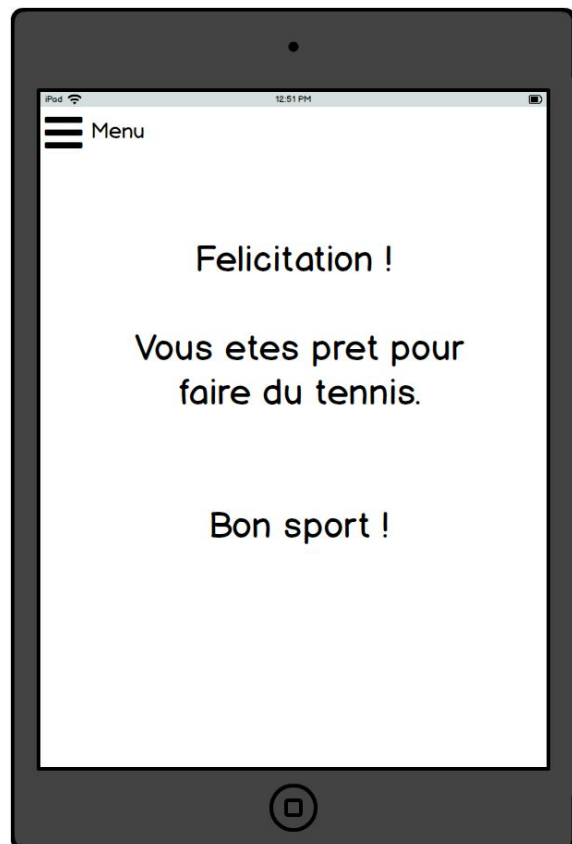 iPad 12:51 PM
Menu
Felicitation !
Vous etes pret pour
faire du tennis.
Bon sport !